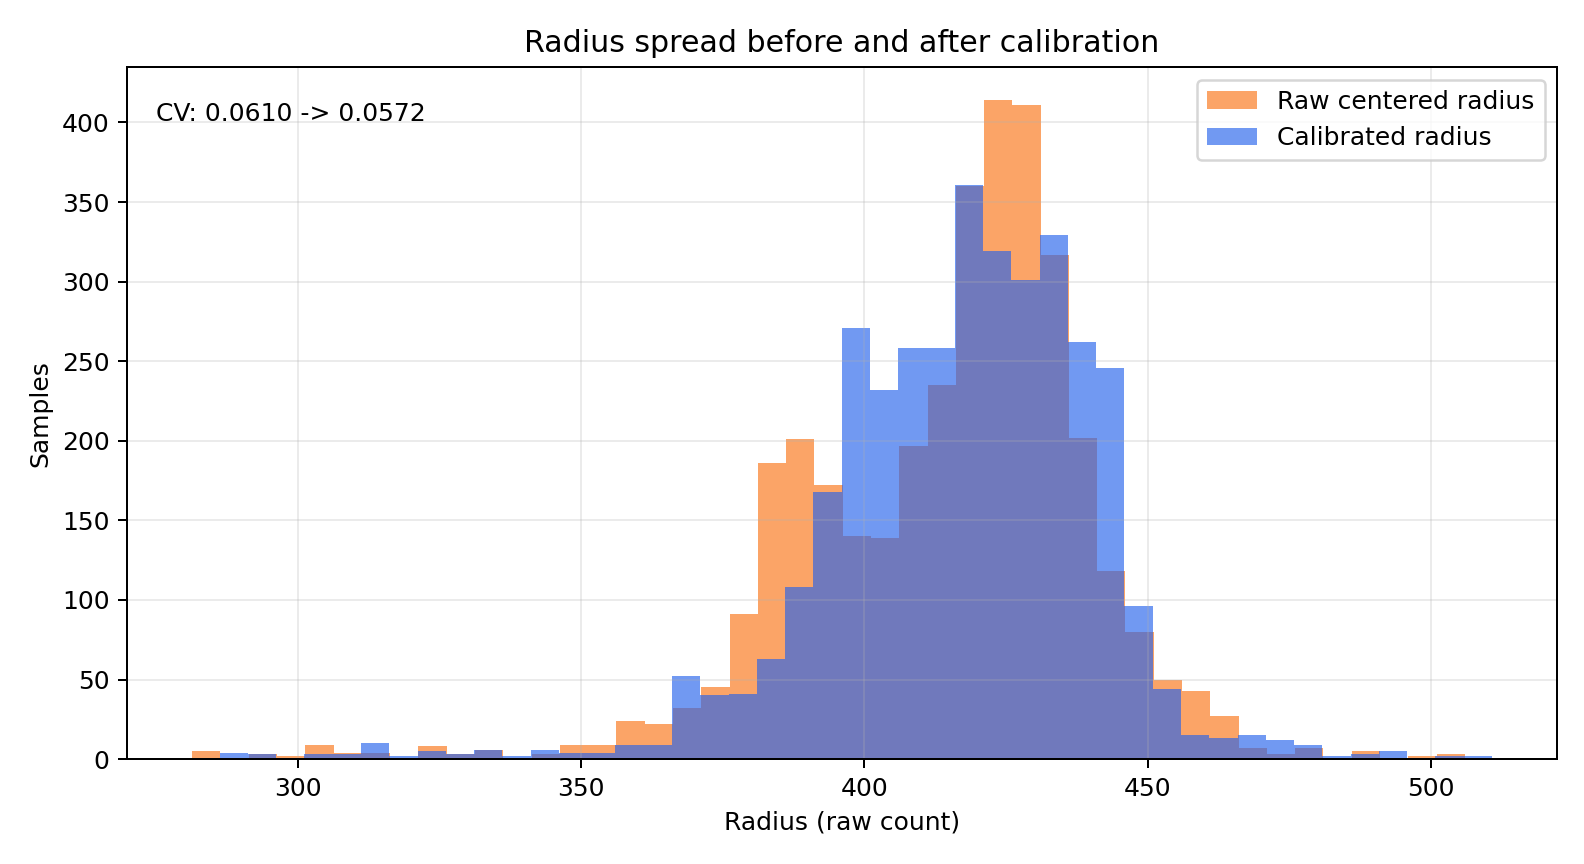 Radius spread before and after calibration
CV: 0.0610 -> 0.0572
Raw centered radius
Calibrated radius
Samples
400
350
300
250
200
150
100
50
0
300
350
400
450
500
Radius (raw count)